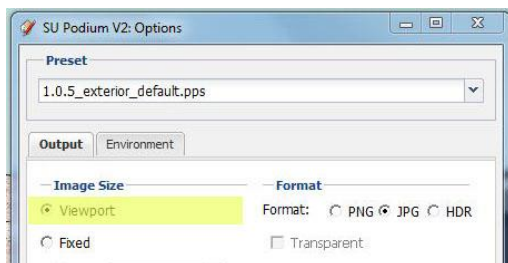 SU Podium V2: Options
Preset
1.0.5_exterior_default.pps
Output Environment
Image Size Format
Viewport Format: PNG JPG HDR
Fixed Transparent